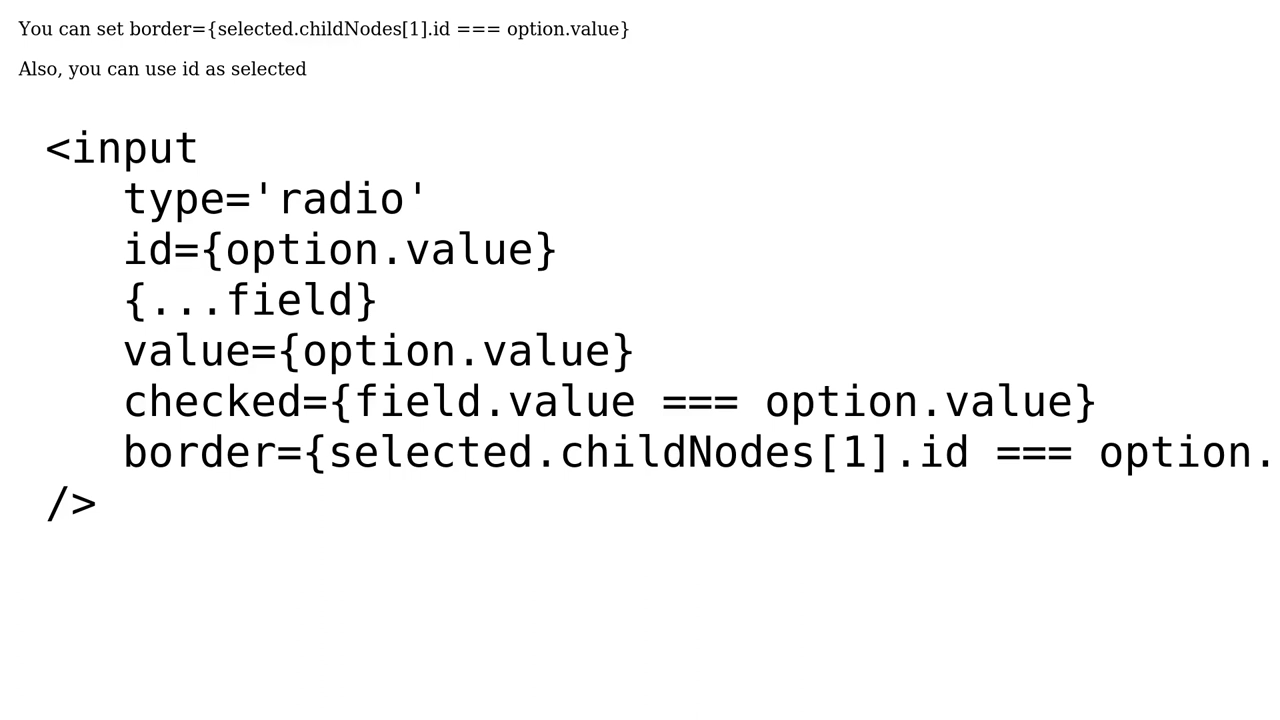 You can set border={selected.childNodes[1].id === option.value}
Also, you can use id as selected
<input
type='radio'
id={option.value}
{...field}
value={option.value}
checked={field.value === option.value}
border={selected.childNodes[1].id === option.
/>